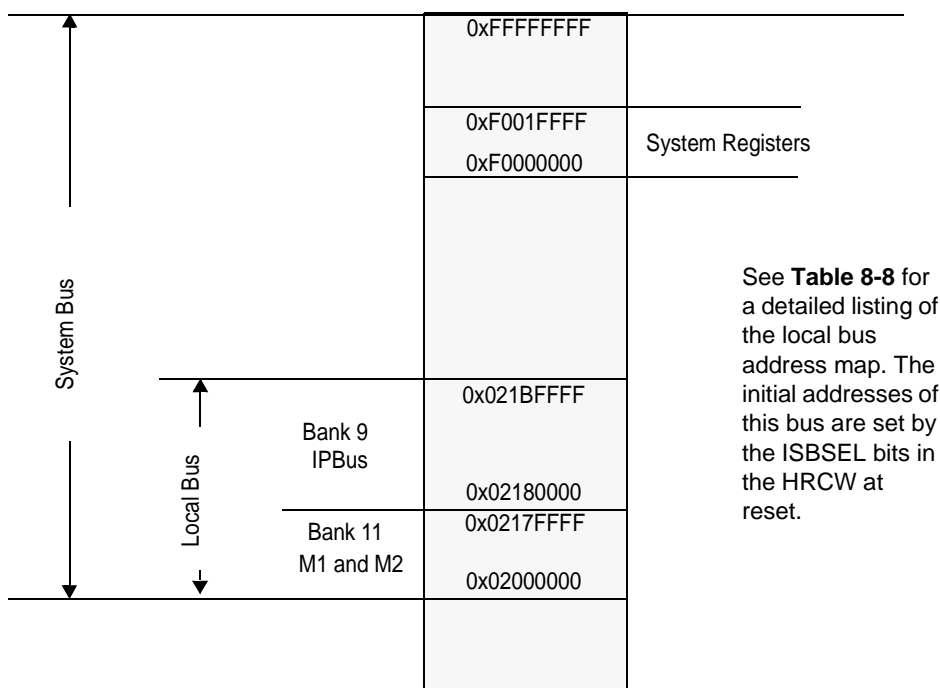 0xFFFFFFFF
0xF001FFFF
0xF0000000
System Registers
System Bus
See Table 8-8 for
a detailed listing of
the local bus
address map. The
initial addresses of
this bus are set by
the ISBSEL bits in
the HRCW at
reset.
Local Bus
Bank 9
IPBus
0x021BFFFF
0x02180000
Bank 11
M1 and M2
0x0217FFFF
0x02000000